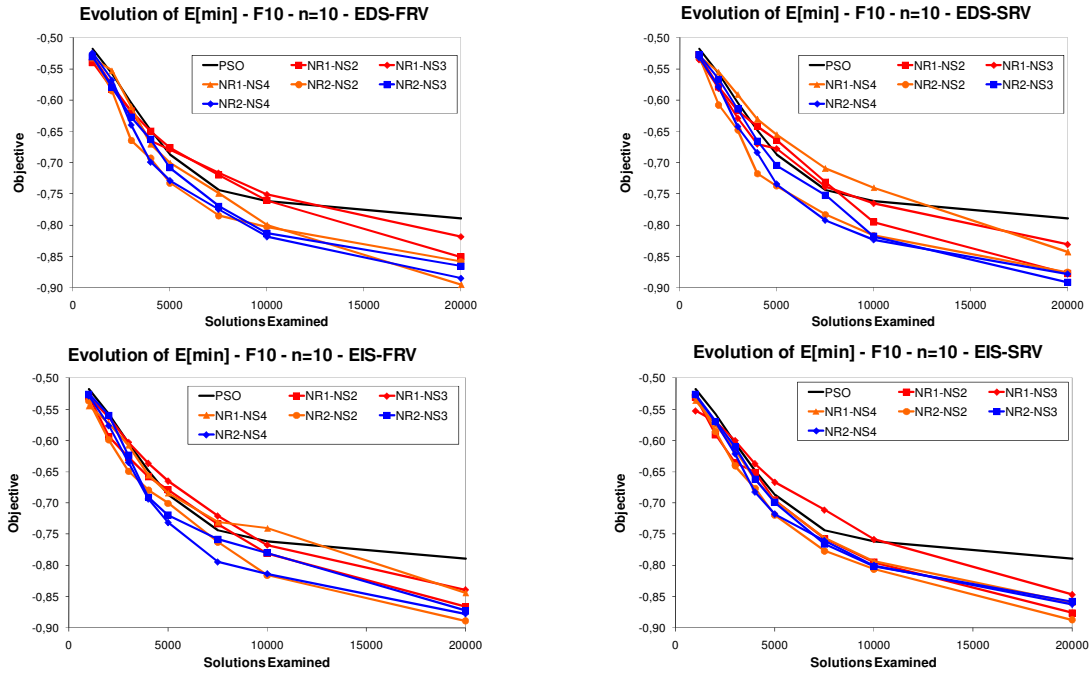 Evolution of E[min] - F10 - n=10 - EDS-FRV
-0,50
-0,55
-0,60
-0,65
-0,70
-0,75
-0,80
-0,85
-0,90
Objective
PSO NR1-NS2 NR1-NS3
NR1-NS4 NR2-NS2 NR2-NS3
NR2-NS4
0 5000 10000 15000 20000
Solutions Examined
Evolution of E[min] - F10 - n=10 - EDS-SRV
-0,50
-0,55
-0,60
-0,65
-0,70
-0,75
-0,80
-0,85
-0,90
Objective
PSO NR1-NS2 NR1-NS3
NR1-NS4 NR2-NS2 NR2-NS3
NR2-NS4
0 5000 10000 15000 20000
Solutions Examined
Evolution of E[min] - F10 - n=10 - EIS-FRV
-0,50
-0,55
-0,60
-0,65
-0,70
-0,75
-0,80
-0,85
-0,90
Objective
PSO NR1-NS2 NR1-NS3
NR1-NS4 NR2-NS2 NR2-NS3
NR2-NS4
0 5000 10000 15000 20000
Solutions Examined
Evolution of E[min] - F10 - n=10 - EIS-SRV
-0,50
-0,55
-0,60
-0,65
-0,70
-0,75
-0,80
-0,85
-0,90
Objective
PSO NR1-NS2 NR1-NS3
NR1-NS4 NR2-NS2 NR2-NS3
NR2-NS4
0 5000 10000 15000 20000
Solutions Examined